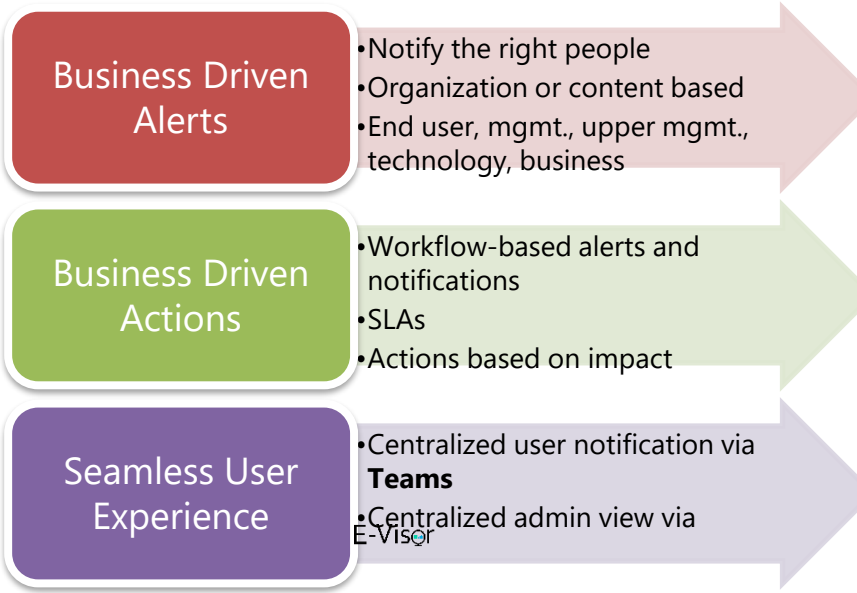 Business Driven
Alerts
•Notify the right people
•Organization or content based
•End user, mgmt., upper mgmt.,
technology, business
Business Driven
Actions
•Workflow-based alerts and
notifications
•SLAs
•Actions based on impact
Seamless User
Experience
•Centralized user notification via
Teams
•Centralized admin view via
E-Visor